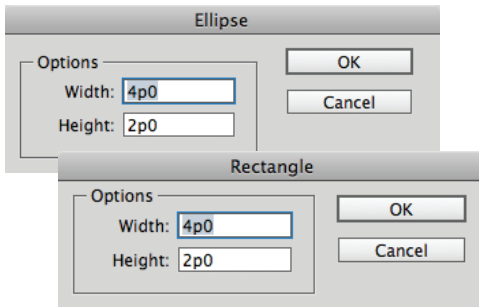 Ellipse
Options
OK
Width: 4p0
Cancel
Height: 2p0
Rectangle
Options
OK
Width: 4p0
Cancel
Height: 2p0